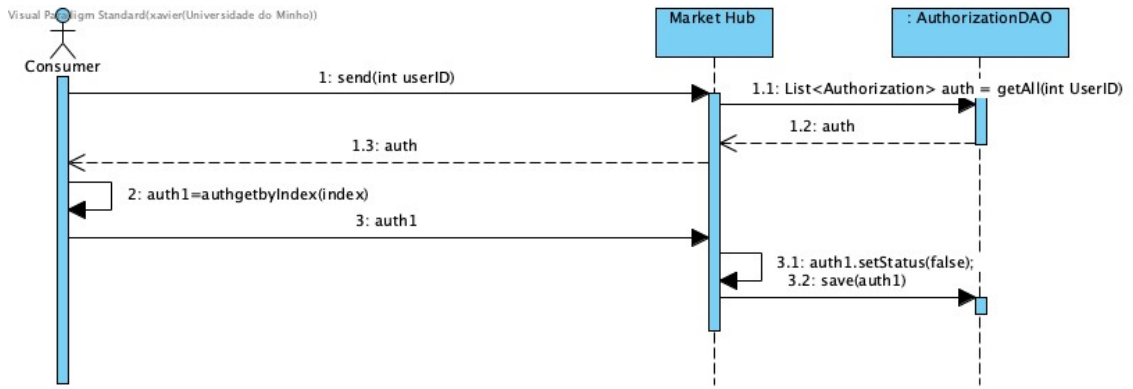 Visual Paradigm Standard(xavier(Universidade do Minho))
Market Hub
: AuthorizationDAO
Consumer
1: send(int userID)
1.1: List<Authorization> auth = getAll(int UserID)
1.2: auth
1.3: auth
2: auth1=authgetbyIndex(index)
3: auth1
3.1: auth1.setStatus(false);
3.2: save(auth1)